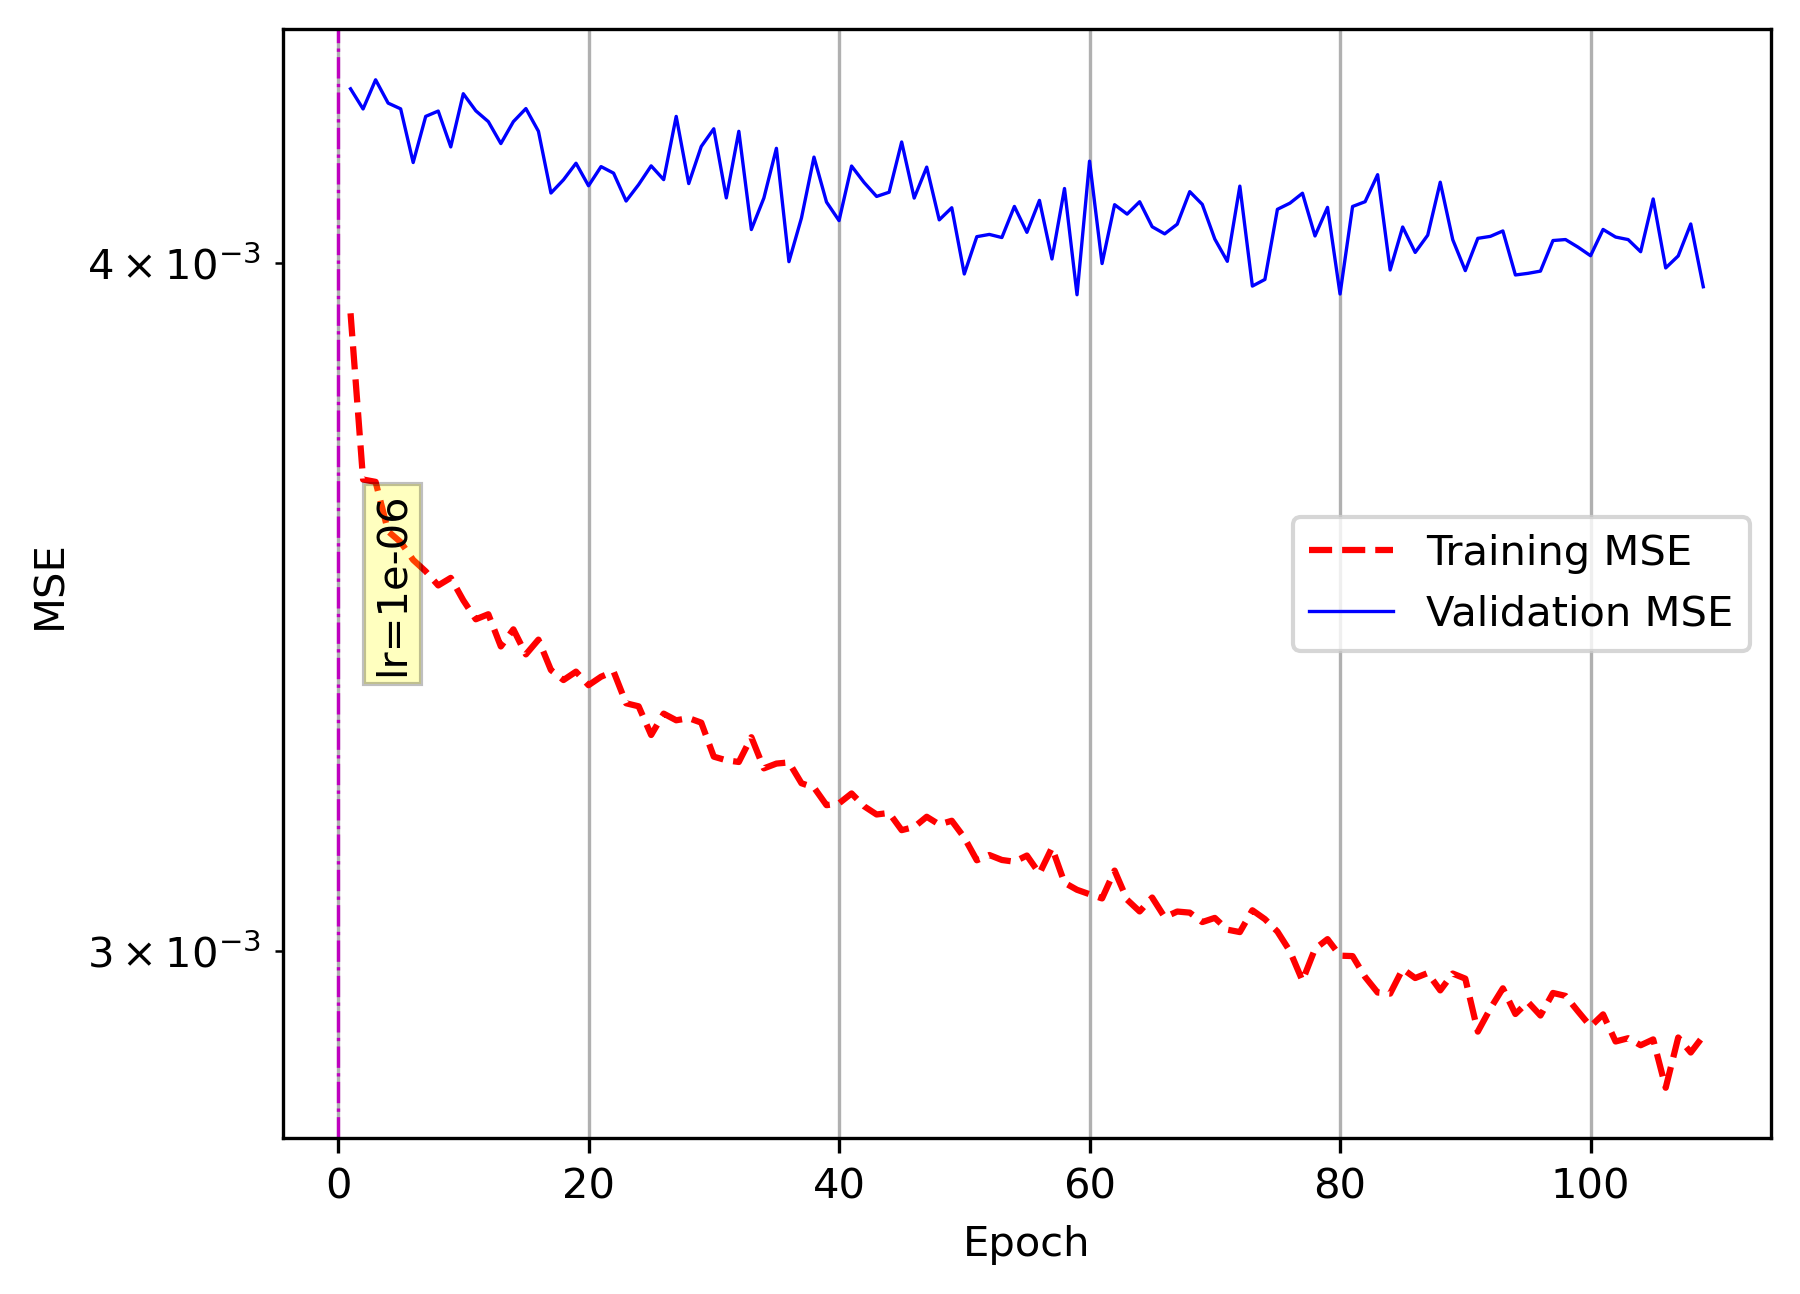 MSE
4 × 10⁻³
3 × 10⁻³
lr=1e-06
Training MSE
Validation MSE
0 20 40 60 80 100
Epoch